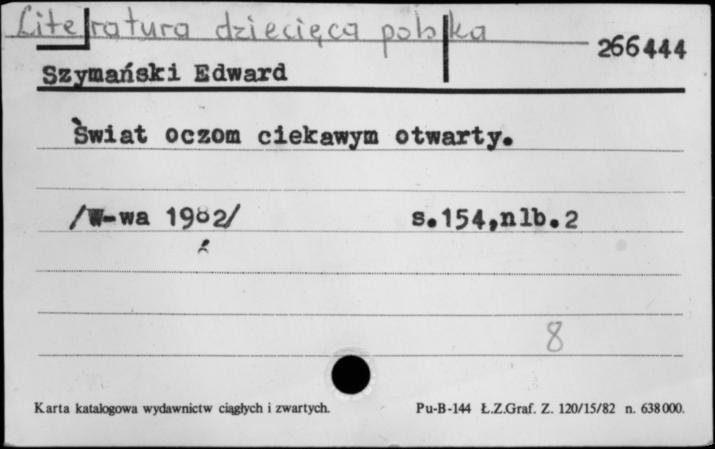 Literatura dziecięca polska
266444
Szymański Edward
Świat oczom ciekawym otwarty.
/W-wa 1982/ s.154,nlb.2
8
Karta katalogowa wydawnictw ciągłych i zwartych. Pu-B-144 Ł.Z.Graf. Z. 120/15/82 n. 638000.